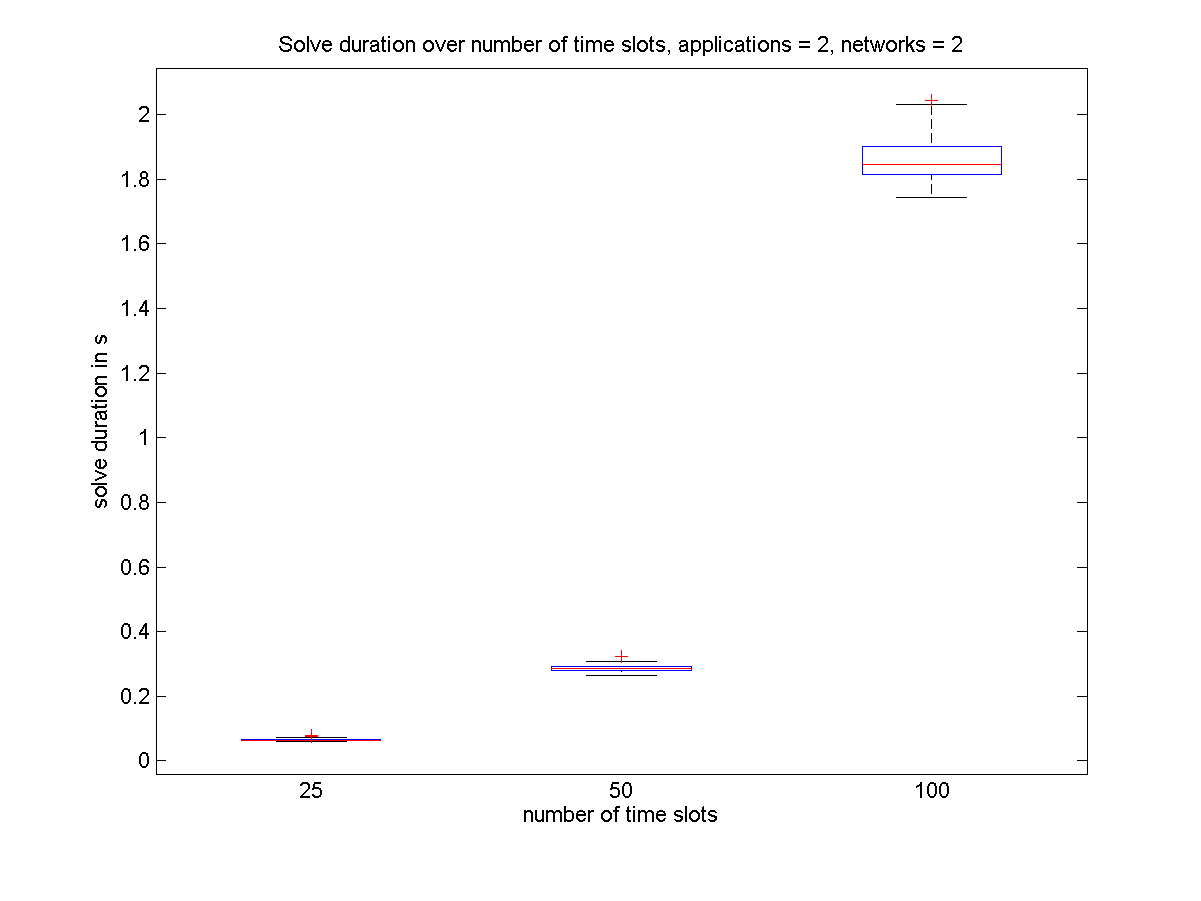 Solve duration over number of time slots, applications = 2, networks = 2
2
1.8
1.6
1.4
1.2
1
0.8
0.6
0.4
0.2
0
solve duration in s
25 50 100
number of time slots